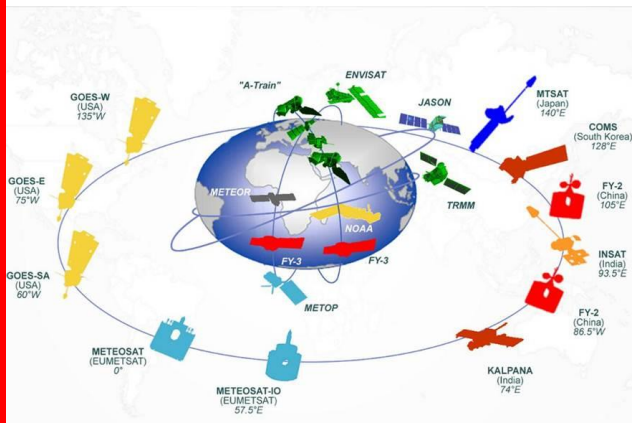 "A-Train"
ENVISAT
JASON
MTSAT
(Japan)
140°E
GOES-W
(USA)
135°W
COMS
(South Korea)
128°E
GOES-E
(USA)
75°W
METEOR
NOAA
TRMM
FY-2
(China)
105°E
FY-3
FY-3
INSAT
(India)
93.5°E
GOES-SA
(USA)
60°W
METOP
FY-2
(China)
86.5°W
METEOSAT
(EUMETSAT)
0°
METEOSAT-IO
(EUMETSAT)
57.5°E
KALPANA
(India)
74°E